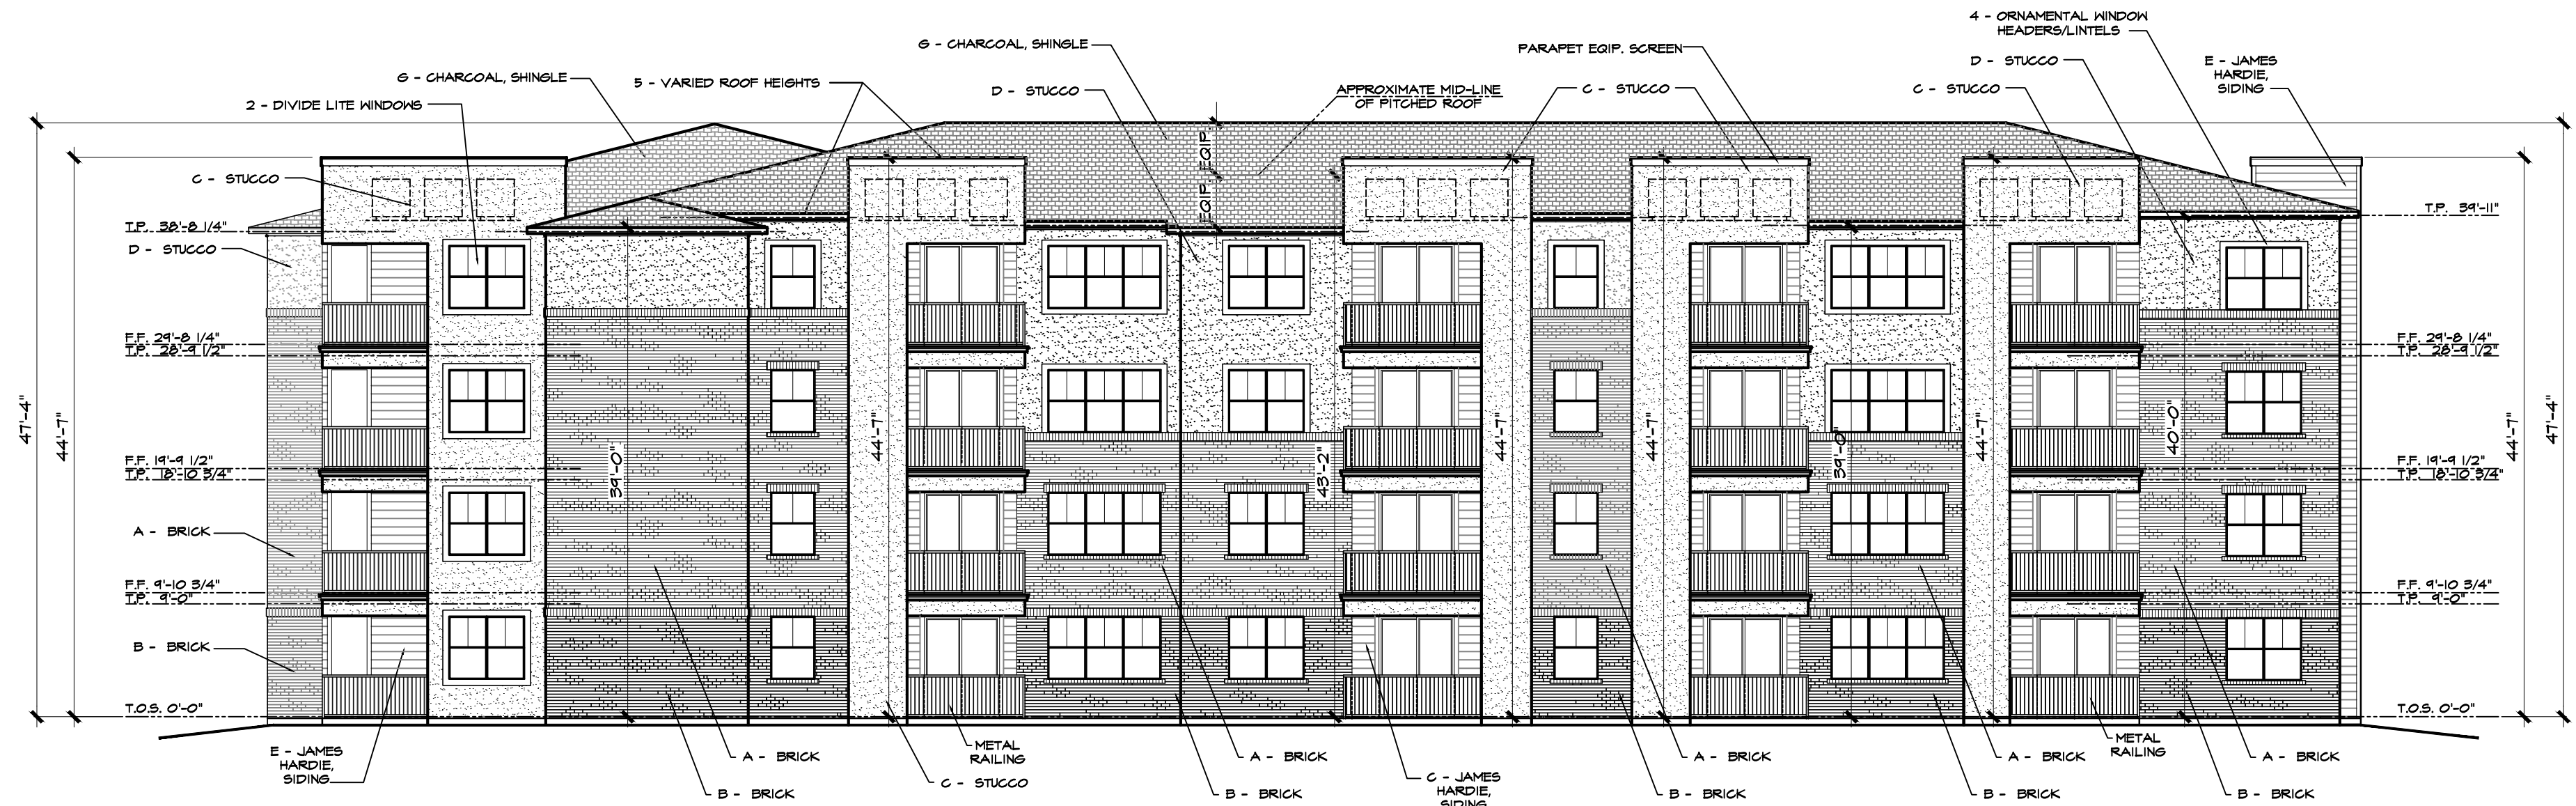 4 - ORNAMENTAL WINDOW
HEADERS/LINTELS
G - CHARCOAL, SHINGLE
PARAPET EQIP. SCREEN
D - STUCCO
E - JAMES
HARDIE,
SIDING
G - CHARCOAL, SHINGLE
5 - VARIED ROOF HEIGHTS
D - STUCCO
APPROXIMATE MID-LINE
OF PITCHED ROOF
C - STUCCO
C - STUCCO
2 - DIVIDE LITE WINDOWS
EQIP.
EQIP.
C - STUCCO
T.P. 38'-8 1/4"
T.P. 39'-11"
D - STUCCO
F.F. 29'-8 1/4"
T.P. 28'-9 1/2"
F.F. 29'-8 1/4"
T.P. 28'-9 1/2"
47'-4"
44'-7"
39'-0"
44'-7"
43'-2"
44'-7"
44'-7"
39'-0"
44'-7"
40'-0"
44'-7"
47'-4"
F.F. 19'-9 1/2"
T.P. 18'-10 3/4"
F.F. 19'-9 1/2"
T.P. 18'-10 3/4"
A - BRICK
F.F. 9'-10 3/4"
T.P. 9'-0"
F.F. 9'-10 3/4"
T.P. 9'-0"
B - BRICK
T.O.S. 0'-0"
T.O.S. 0'-0"
E - JAMES
HARDIE,
SIDING
A - BRICK
B - BRICK
METAL
RAILING
C - STUCCO
A - BRICK
B - BRICK
C - JAMES
HARDIE,
SIDING
A - BRICK
B - BRICK
A - BRICK
B - BRICK
METAL
RAILING
A - BRICK
B - BRICK